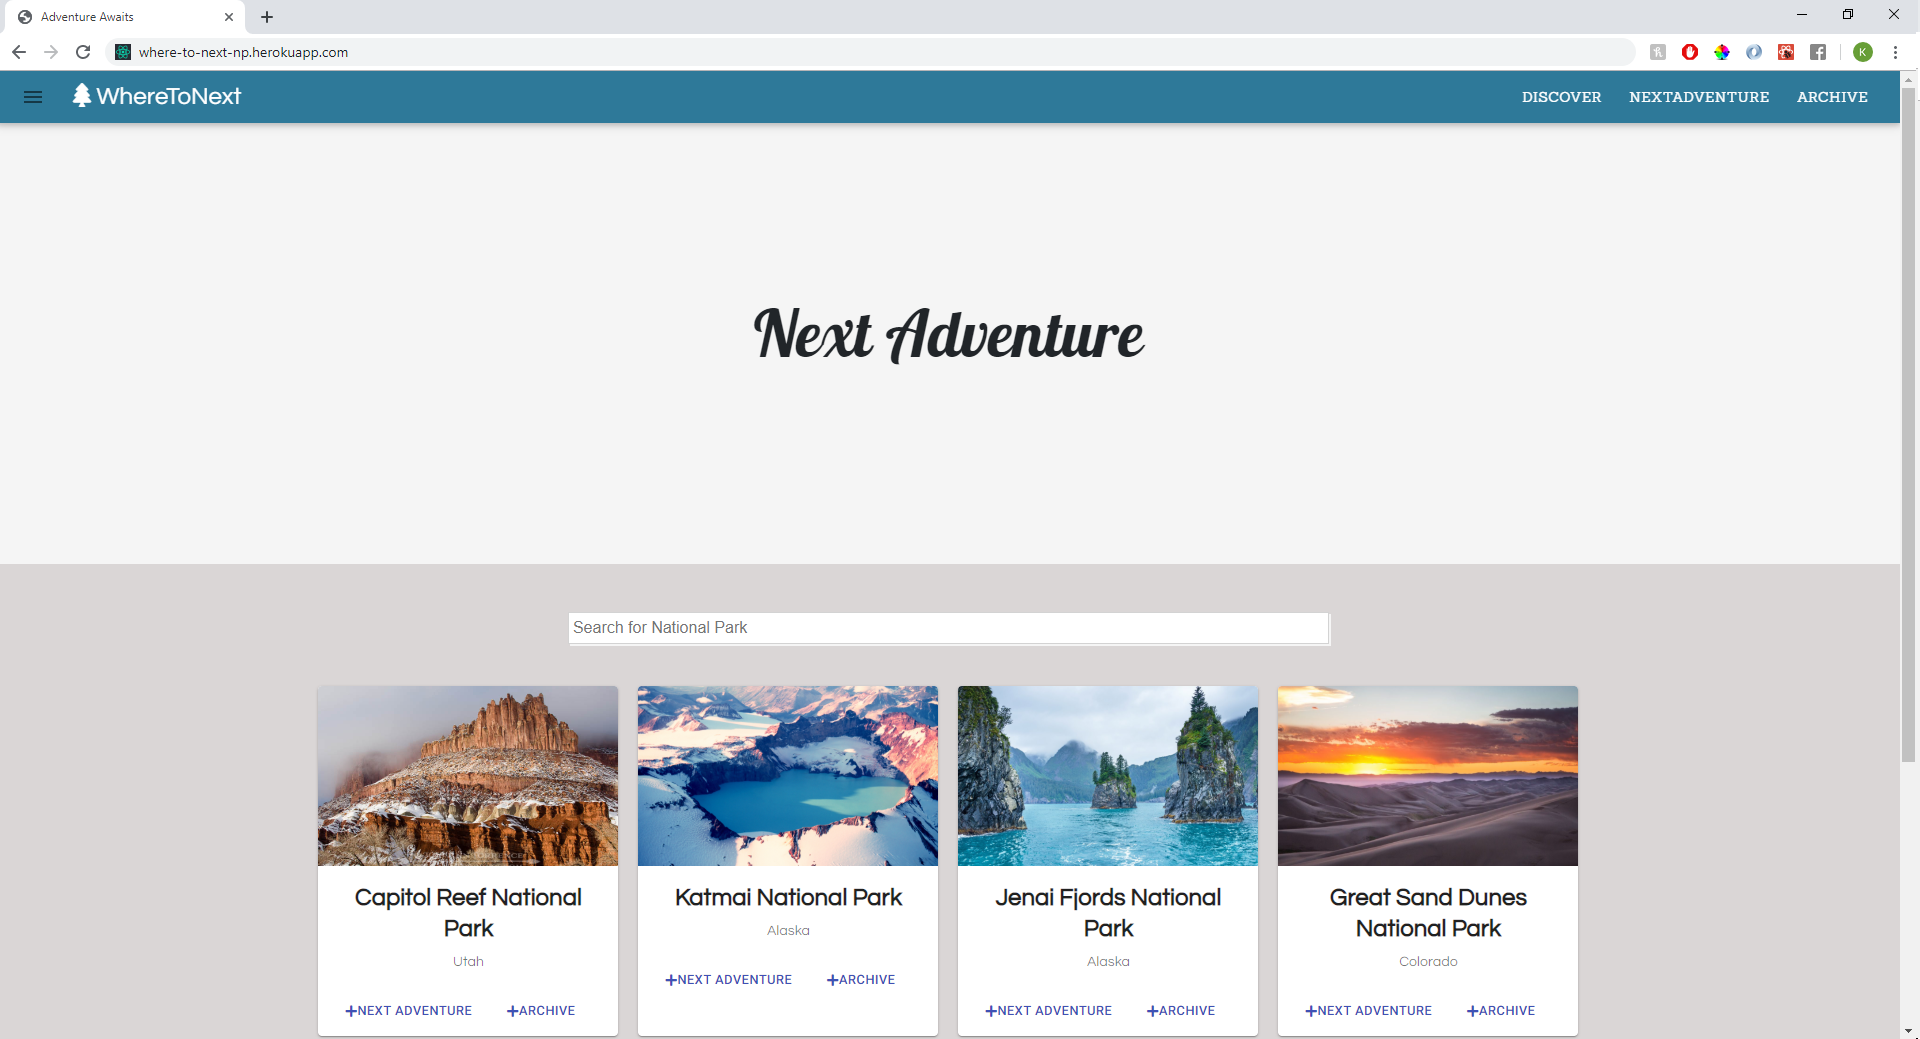 Adventure Awaits
where-to-next-np.herokuapp.com
K
WhereToNext
DISCOVER NEXTADVENTURE ARCHIVE
Next Adventure
Search for National Park
Capitol Reef National
Park
Utah
+NEXT ADVENTURE +ARCHIVE
Katmai National Park
Alaska
+NEXT ADVENTURE +ARCHIVE
Jenai Fjords National
Park
Alaska
+NEXT ADVENTURE +ARCHIVE
Great Sand Dunes
National Park
Colorado
+NEXT ADVENTURE +ARCHIVE